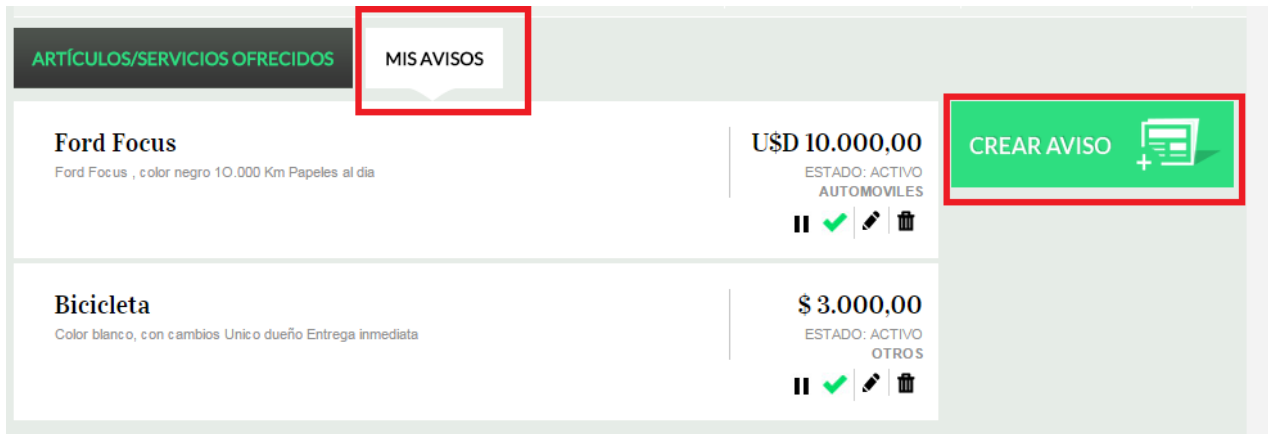 ARTÍCULOS/SERVICIOS OFRECIDOS
MIS AVISOS
Ford Focus
Ford Focus , color negro 10.000 Km Papeles al dia
U$D 10.000,00
ESTADO: ACTIVO
AUTOMOVILES
CREAR AVISO
Bicicleta
Color blanco, con cambios Unico dueño Entrega inmediata
$ 3.000,00
ESTADO: ACTIVO
OTROS